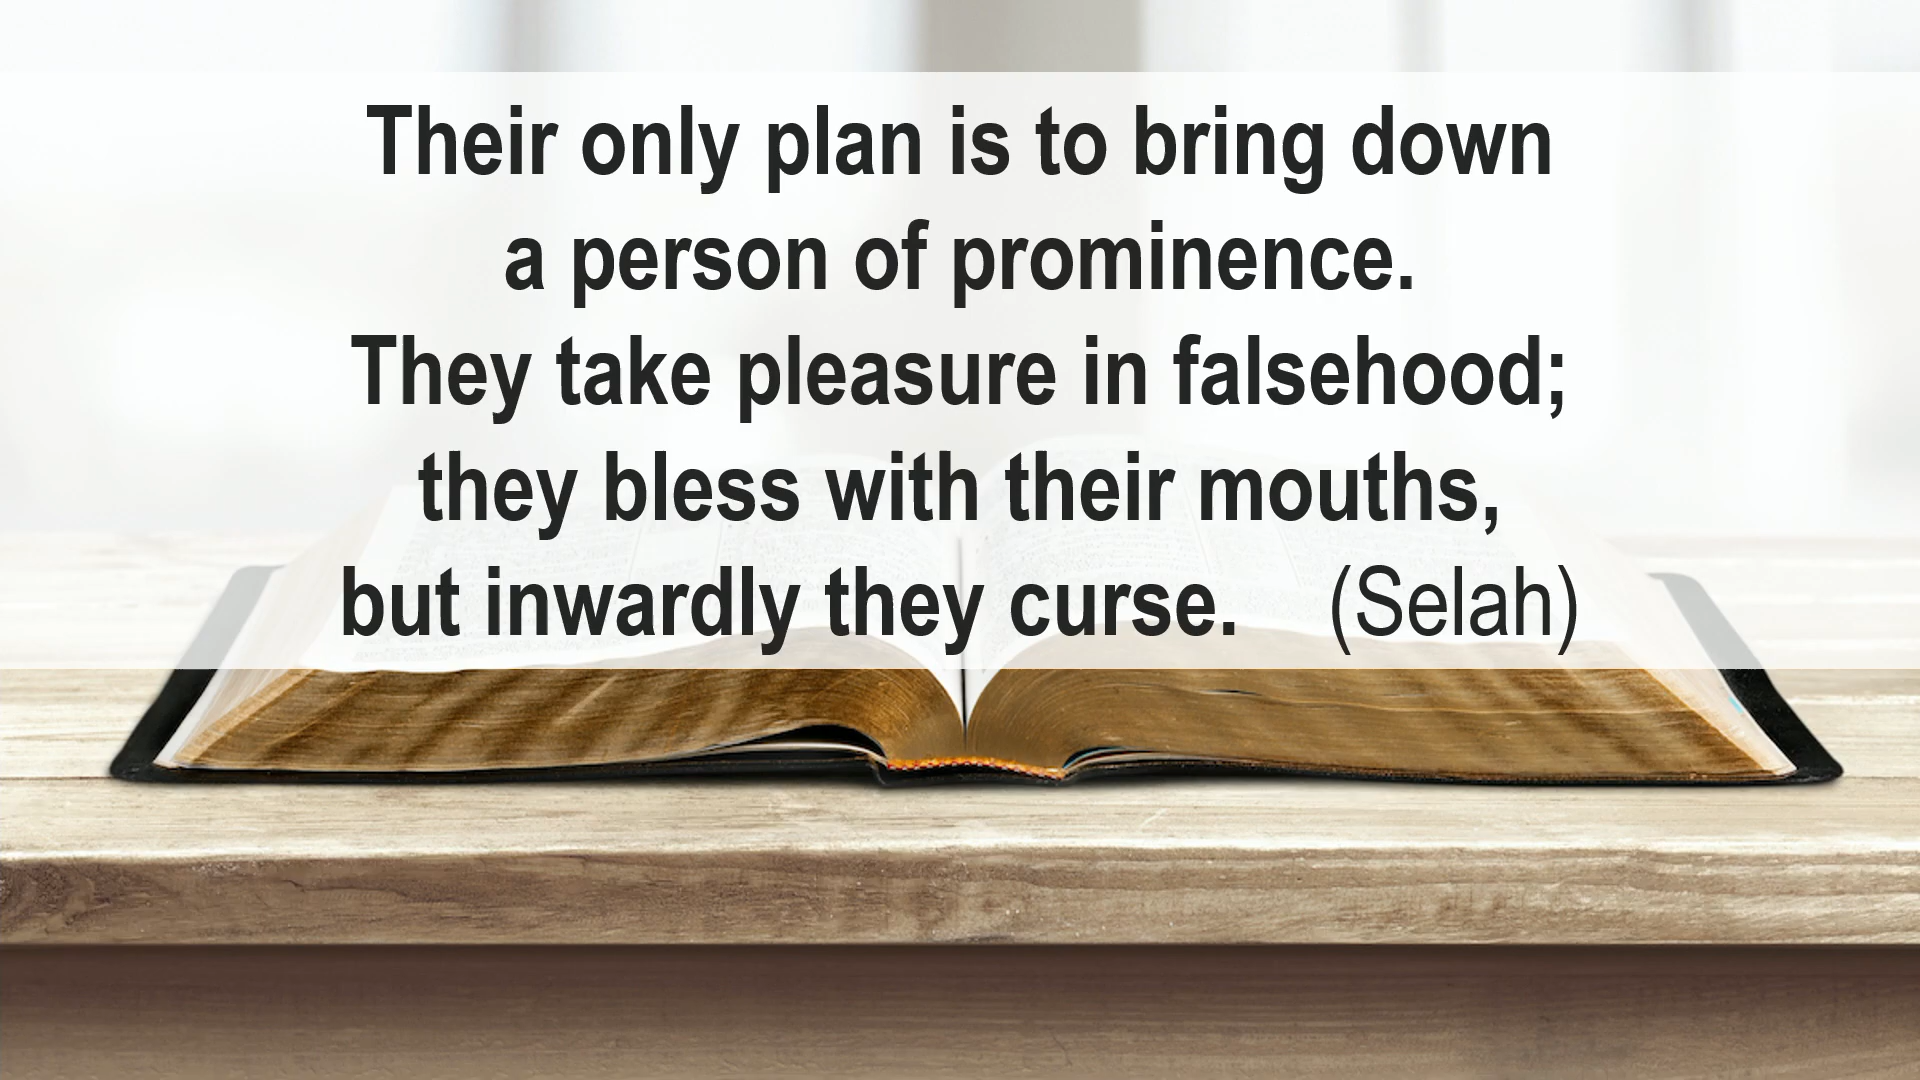 Their only plan is to bring down
a person of prominence.
They take pleasure in falsehood;
they bless with their mouths,
but inwardly they curse. (Selah)